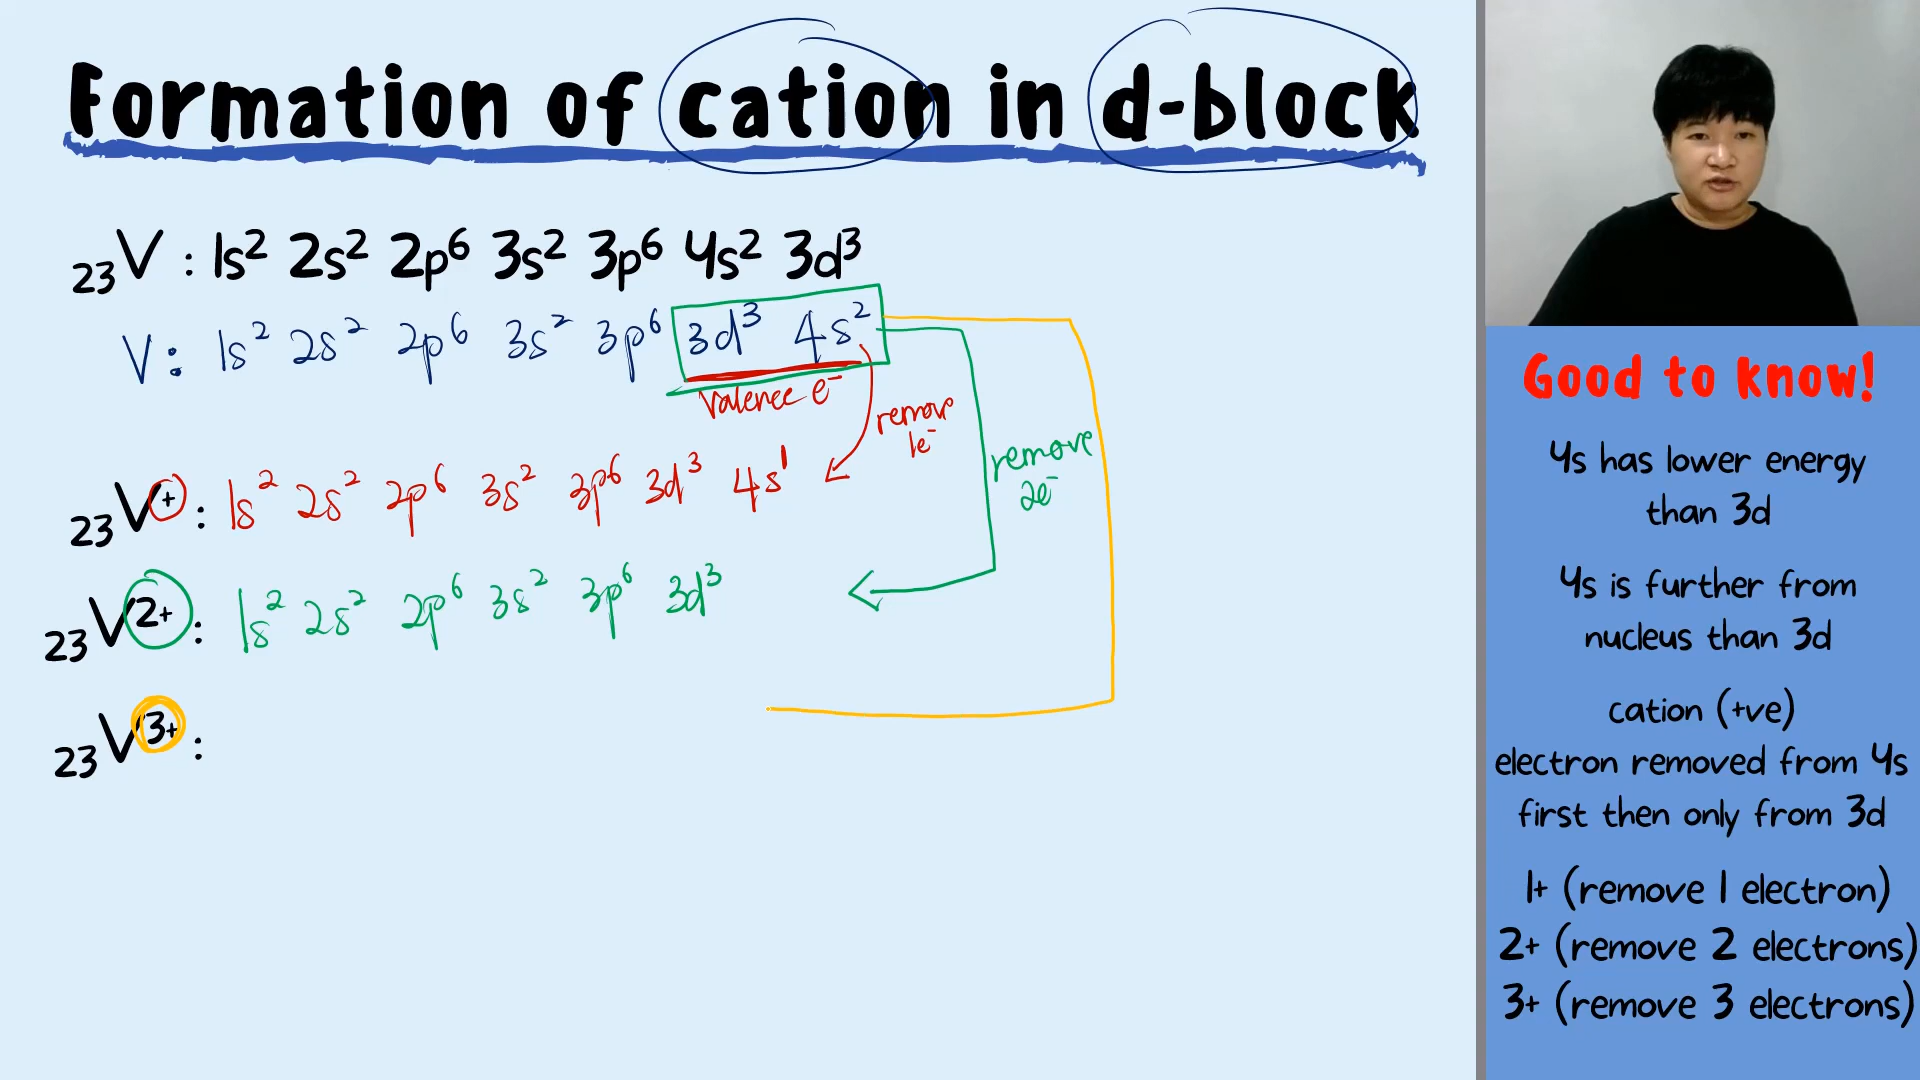 Formation of cation in d-block
₂₃V : 1s² 2s² 2p⁶ 3s² 3p⁶ 4s² 3d³
V: 1s² 2s² 2p⁶ 3s² 3p⁶ 3d³ 4s²
valence e⁻
remove
1e⁻
remove
2e⁻
₂₃V⁺ : 1s² 2s² 2p⁶ 3s² 3p⁶ 3d³ 4s¹
₂₃V²⁺ : 1s² 2s² 2p⁶ 3s² 3p⁶ 3d³
₂₃V³⁺ :
Good to know!
4s has lower energy
than 3d
4s is further from
nucleus than 3d
cation (+ve)
electron removed from 4s
first then only from 3d
1+ (remove 1 electron)
2+ (remove 2 electrons)
3+ (remove 3 electrons)